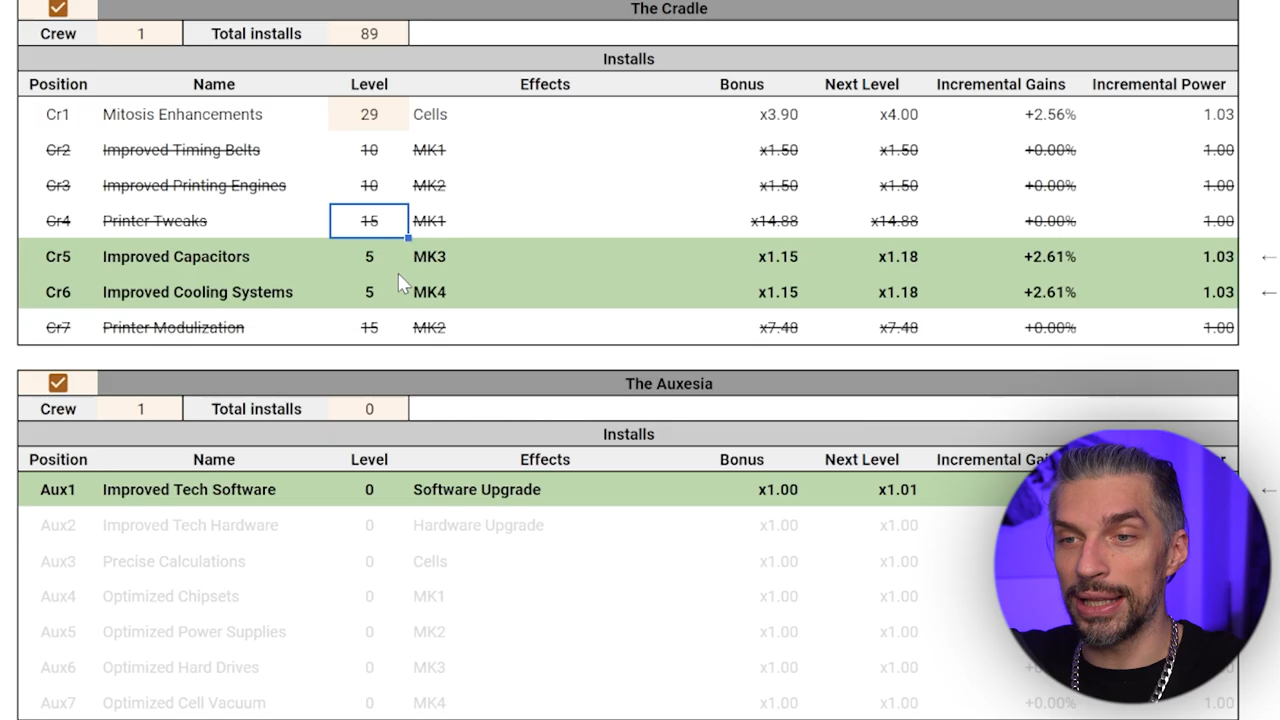 The Cradle
Crew 1 Total installs 89
Installs
Position Name Level Effects Bonus Next Level Incremental Gains Incremental Power
Cr1 Mitosis Enhancements 29 Cells x3.90 x4.00 +2.56% 1.03
Cr2 Improved Timing Belts 10 MK1 x1.50 x1.50 +0.00% 1.00
Cr3 Improved Printing Engines 10 MK2 x1.50 x1.50 +0.00% 1.00
Cr4 Printer Tweaks 15 MK1 x14.88 x14.88 +0.00% 1.00
Cr5 Improved Capacitors 5 MK3 x1.15 x1.18 +2.61% 1.03 ←
Cr6 Improved Cooling Systems 5 MK4 x1.15 x1.18 +2.61% 1.03 ←
Cr7 Printer Modulization 15 MK2 x7.48 x7.48 +0.00% 1.00
The Auxesia
Crew 1 Total installs 0
Installs
Position Name Level Effects Bonus Next Level Incremental
Aux1 Improved Tech Software 0 Software Upgrade x1.00 x1.01 ←
Aux2 Improved Tech Hardware 0 Hardware Upgrade x1.00 x1.00
Aux3 Precise Calculations 0 Cells x1.00 x1.00
Aux4 Optimized Chipsets 0 MK1 x1.00 x1.00
Aux5 Optimized Power Supplies 0 MK2 x1.00 x1.00
Aux6 Optimized Hard Drives 0 MK3 x1.00 x1.00
Aux7 Optimized Cell Vacuum 0 MK4 x1.00 x1.00 +0.00% 1.00